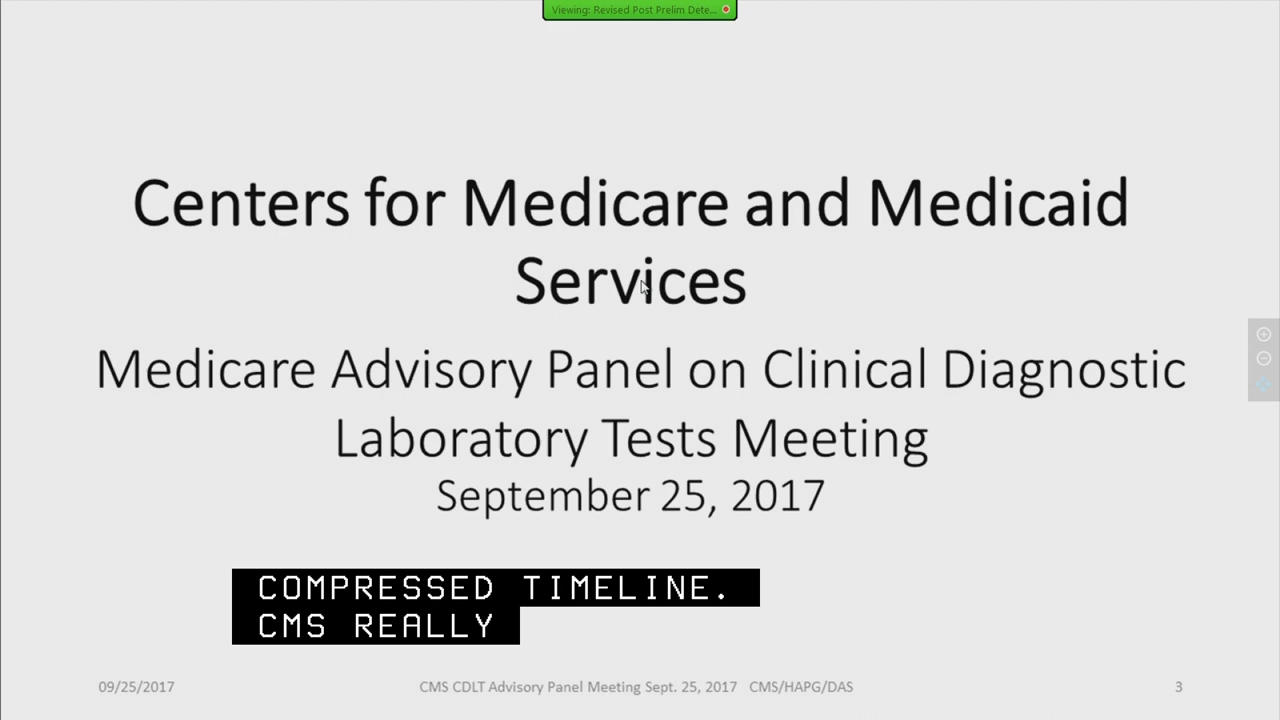 Viewing: Revised Post Prelim Dete...
Centers for Medicare and Medicaid
Services
Medicare Advisory Panel on Clinical Diagnostic
Laboratory Tests Meeting
September 25, 2017
COMPRESSED TIMELINE.
CMS REALLY
09/25/2017 CMS CDLT Advisory Panel Meeting Sept. 25, 2017 CMS/HAPG/DAS 3